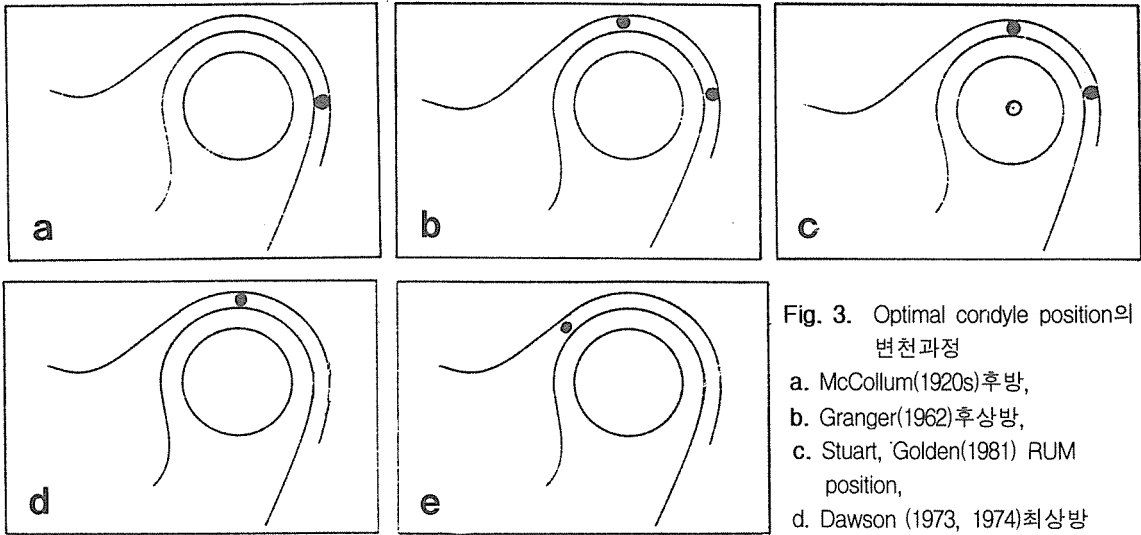 a
b
c
d
e
Fig. 3. Optimal condyle position의
변천과정
a. McCollum(1920s)후방,
b. Granger(1962)후상방,
c. Stuart, Golden(1981) RUM
position,
d. Dawson (1973, 1974)최상방